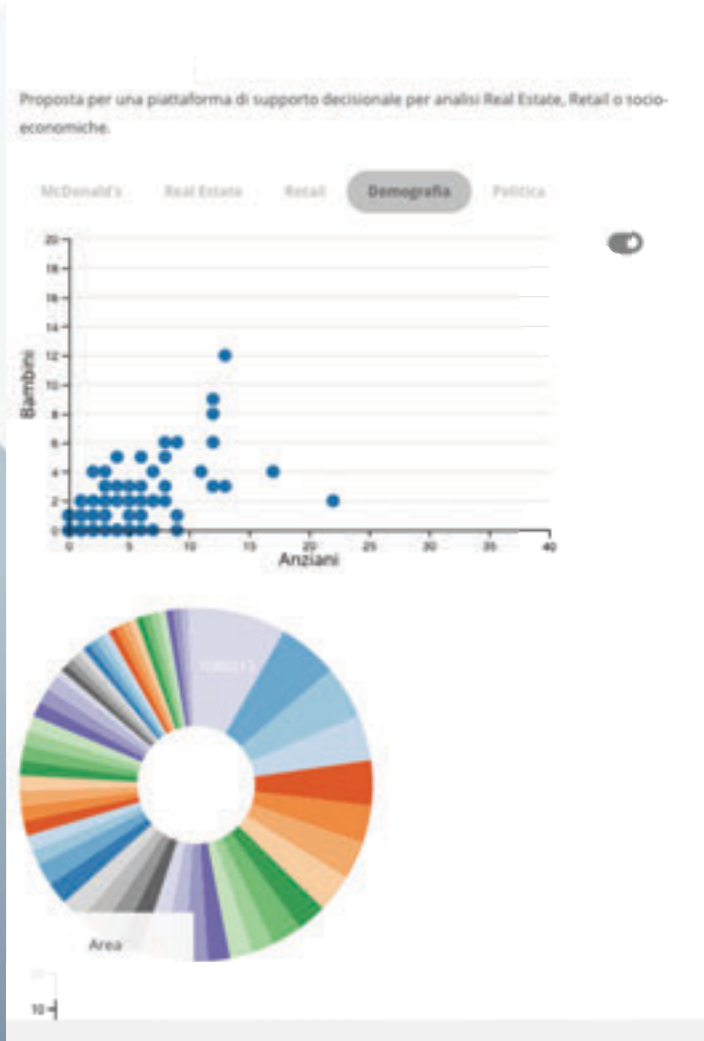 Proposta per una piattaforma di supporto decisionale per analisi Real Estate, Retail o socio-
economiche.
McDonald's Real Estate Retail Demografia Politica
20
18
16
14
12
10
8
6
4
2
0
Bambini
0 5 10 15 20 25 30 35 40
Anziani
Area
10